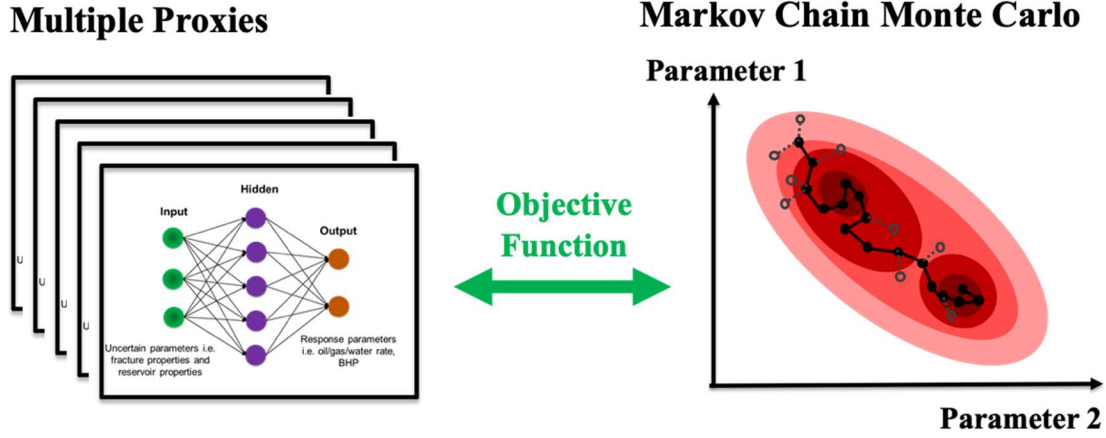 Multiple Proxies
Markov Chain Monte Carlo
Parameter 1
Hidden
Input
Output
Objective
Function
U
U
U
U
Uncertain parameters i.e.
fracture properties and
reservoir properties
Response parameters
i.e. oil/gas/water rate,
BHP
Parameter 2